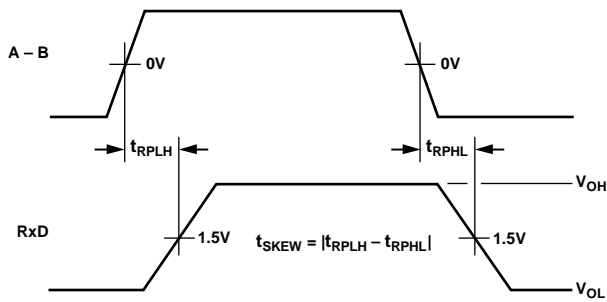 A – B
0V
0V
tRPLH
tRPHL
VOH
RxD
1.5V
tSKEW = |tRPLH – tRPHL|
1.5V
VOL